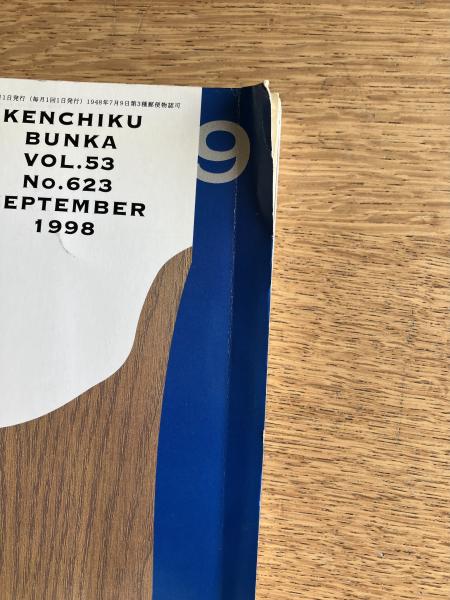 1日発行（毎月1回1日発行）1948年7月9日第3種郵便物認可
KENCHIKU
BUNKA
VOL.53
No.623
EPTEMBER
1998
9